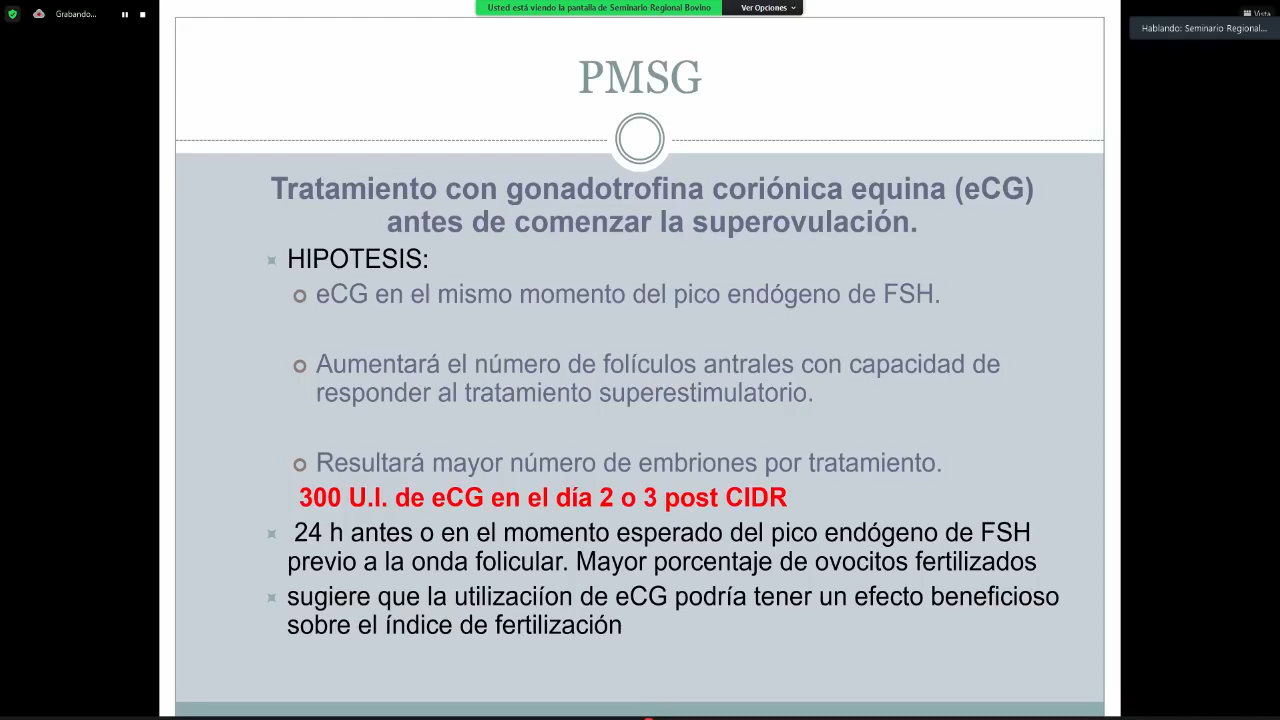 Grabando...
Usted está viendo la pantalla de Seminario Regional Bovino
Ver Opciones
Vista
Hablando: Seminario Regional...
PMSG
Tratamiento con gonadotrofina coriónica equina (eCG)
antes de comenzar la superovulación.
HIPOTESIS:
eCG en el mismo momento del pico endógeno de FSH.
Aumentará el número de folículos antrales con capacidad de
responder al tratamiento superestimulatorio.
Resultará mayor número de embriones por tratamiento.
300 U.I. de eCG en el día 2 o 3 post CIDR
24 h antes o en el momento esperado del pico endógeno de FSH
previo a la onda folicular. Mayor porcentaje de ovocitos fertilizados
sugiere que la utilizaciíon de eCG podría tener un efecto beneficioso
sobre el índice de fertilización